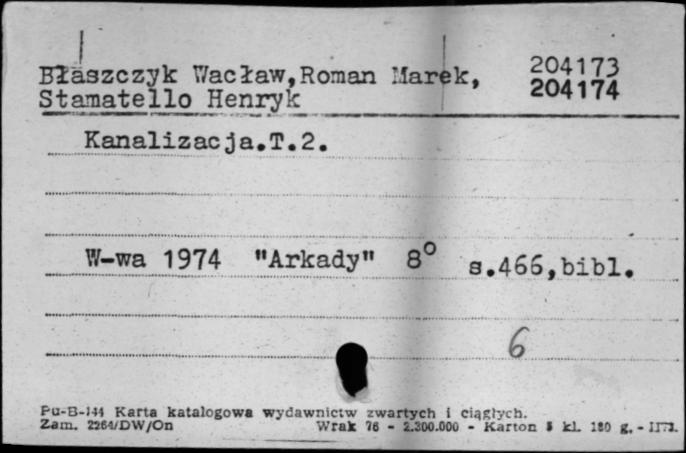 Błaszczyk Wacław, Roman Marek, 204173
Stamatello Henryk 204174
Kanalizacja.T.2.
W-wa 1974 "Arkady" 8° s.466,bibl.
6
Pu-B-144 Karta katalogowa wydawnictw zwartych i ciągłych.
Zam. 2264/DW/On Wrak 76 - 2.300.000 - Karton kl. 180 g.